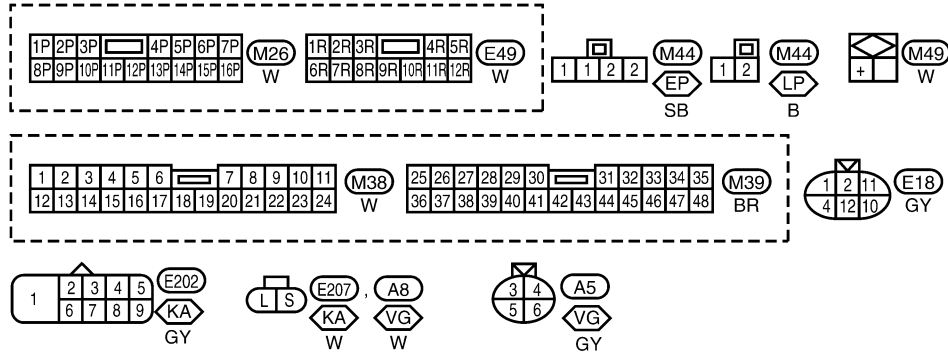 1P 2P 3P 4P 5P 6P 7P
8P 9P 10P 11P 12P 13P 14P 15P 16P
M26
W
1R 2R 3R 4R 5R
6R 7R 8R 9R 10R 11R 12R
E49
W
1 1 2 2
M44
EP
SB
1 2
M44
LP
B
+
M49
W
1 2 3 4 5 6 7 8 9 10 11
12 13 14 15 16 17 18 19 20 21 22 23 24
M38
W
25 26 27 28 29 30 31 32 33 34 35
36 37 38 39 40 41 42 43 44 45 46 47 48
M39
BR
1 2 11
4 12 10
E18
GY
1
2 3 4 5
6 7 8 9
E202
KA
GY
L S
E207 , A8
KA VG
W W
3 4
5 6
A5
VG
GY